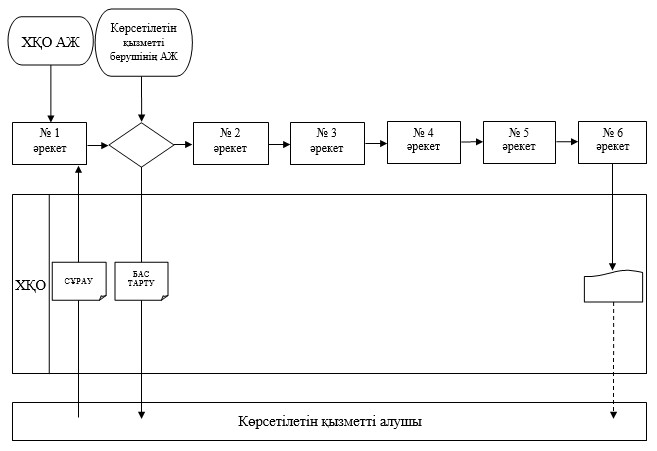 ХҚО АЖ
Көрсетілетін
қызметті
берушінің АЖ
№ 1
әрекет
№ 2
әрекет
№ 3
әрекет
№ 4
әрекет
№ 5
әрекет
№ 6
әрекет
ХҚО
СҰРАУ
БАС
ТАРТУ
Көрсетілетін қызметті алушы